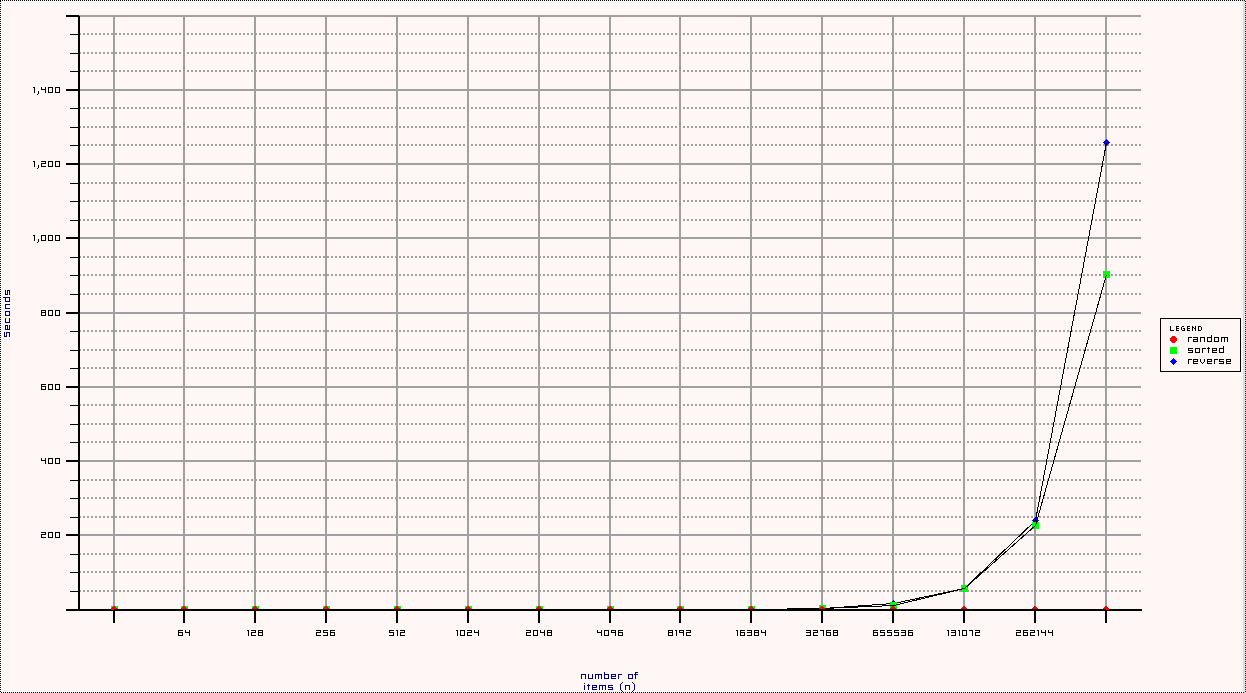 1,400
1,200
1,000
800
600
400
200
seconds
LEGEND
random
sorted
reverse
64 128 256 512 1024 2048 4096 8192 16384 32768 655536 131072 262144
number of
items (n)